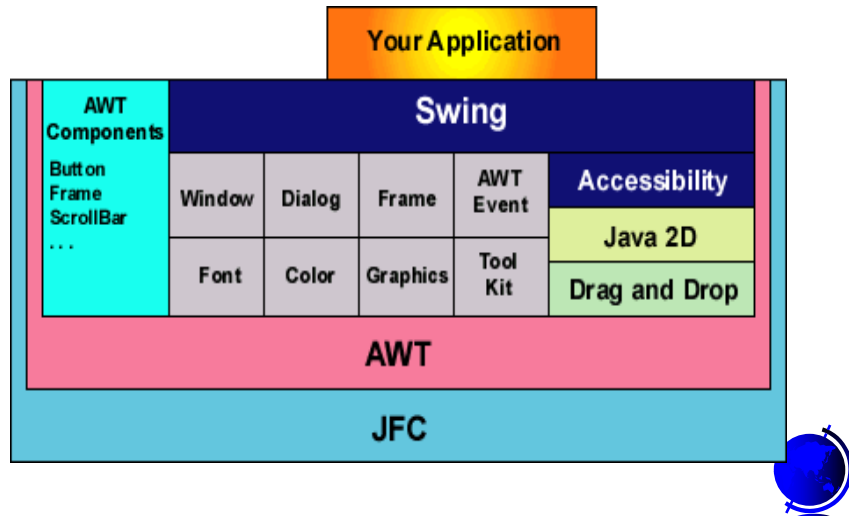 Your Application
AWT
Components
Button
Frame
ScrollBar
...
Swing
Window
Dialog
Frame
AWT
Event
Font
Color
Graphics
Tool
Kit
Accessibility
Java 2D
Drag and Drop
AWT
JFC